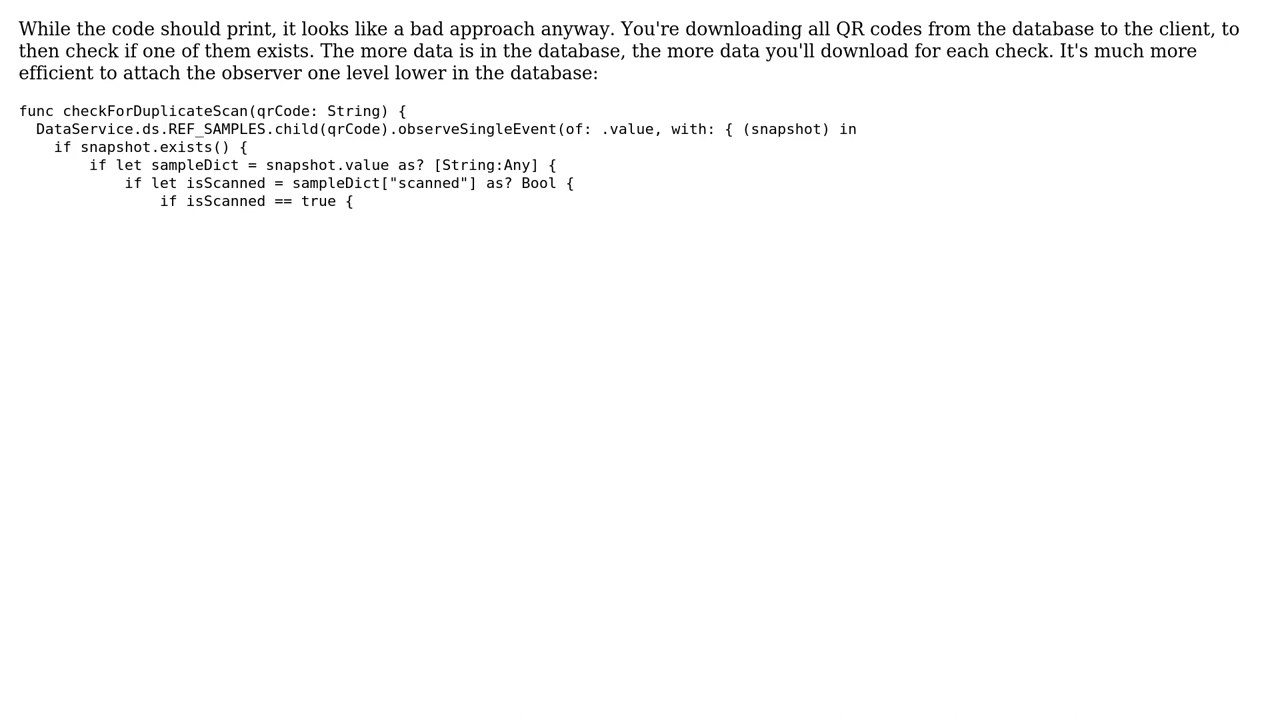 While the code should print, it looks like a bad approach anyway. You're downloading all QR codes from the database to the client, to
then check if one of them exists. The more data is in the database, the more data you'll download for each check. It's much more
efficient to attach the observer one level lower in the database:
func checkForDuplicateScan(qrCode: String) {
  DataService.ds.REF_SAMPLES.child(qrCode).observeSingleEvent(of: .value, with: { (snapshot) in
    if snapshot.exists() {
        if let sampleDict = snapshot.value as? [String:Any] {
            if let isScanned = sampleDict["scanned"] as? Bool {
                if isScanned == true {